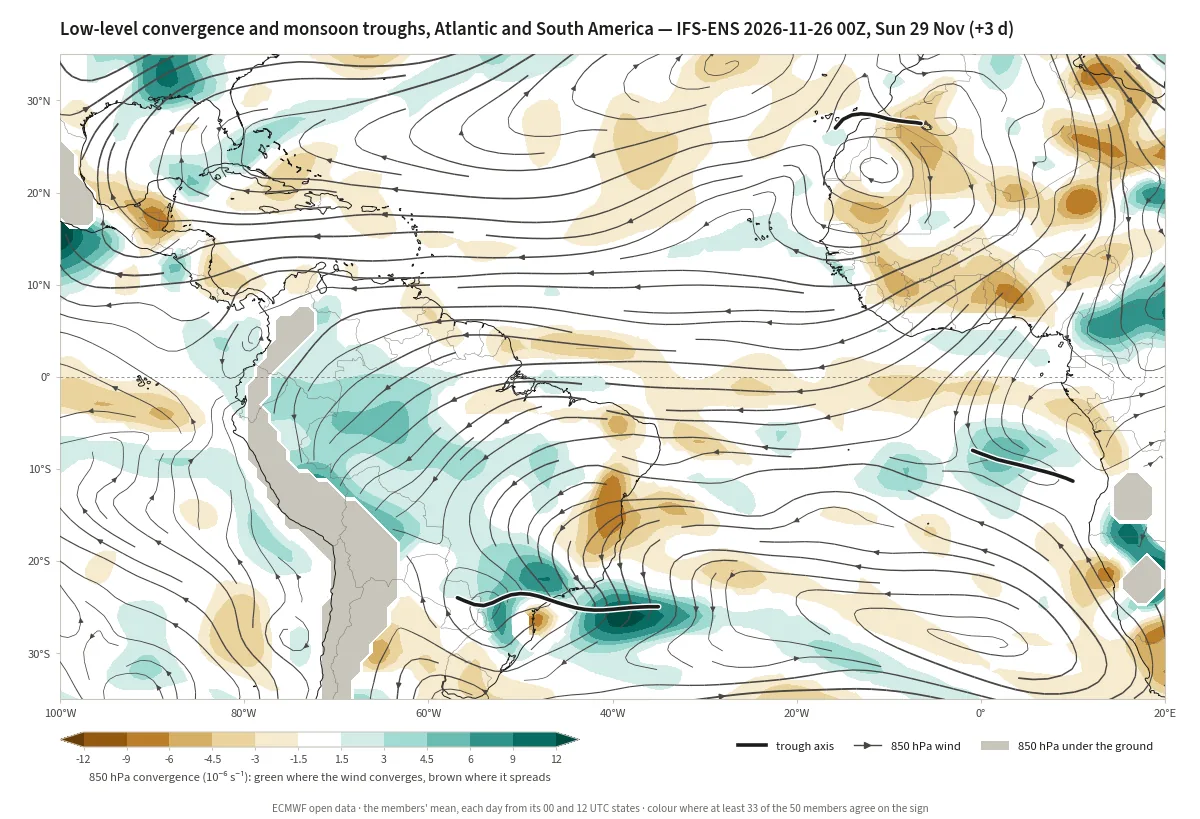 Low-level convergence and monsoon troughs, Atlantic and South America — IFS-ENS 2026-11-26 00Z, Sun 29 Nov (+3 d)
30°N
20°N
10°N
0°
10°S
20°S
30°S
100°W 80°W 60°W 40°W 20°W 0° 20°E
-12 -9 -6 -4.5 -3 -1.5 1.5 3 4.5 6 9 12
850 hPa convergence (10⁻⁶ s⁻¹): green where the wind converges, brown where it spreads
trough axis 850 hPa wind 850 hPa under the ground
ECMWF open data · the members' mean, each day from its 00 and 12 UTC states · colour where at least 33 of the 50 members agree on the sign